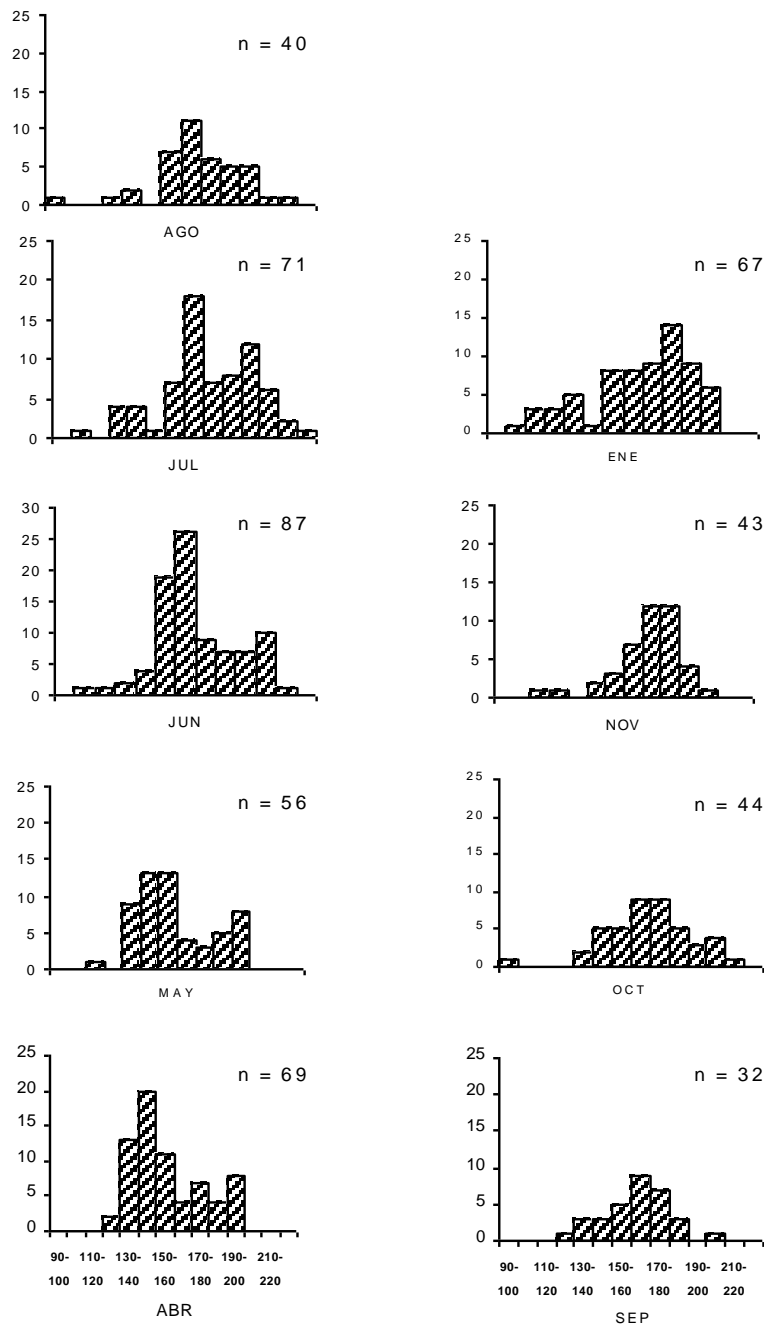 25
n = 40
20
15
10
5
0
AGO
25
n = 71
20
15
10
5
0
JUL
25
n = 67
20
15
10
5
0
ENE
30
n = 87
25
20
15
10
5
0
JUN
25
n = 43
20
15
10
5
0
NOV
25
n = 56
20
15
10
5
0
MAY
25
n = 44
20
15
10
5
0
OCT
25
n = 69
20
15
10
5
0
90- 110- 130- 150- 170- 190- 210-
100 120 140 160 180 200 220
ABR
25
n = 32
20
15
10
5
0
90- 110- 130- 150- 170- 190- 210-
100 120 140 160 180 200 220
SEP